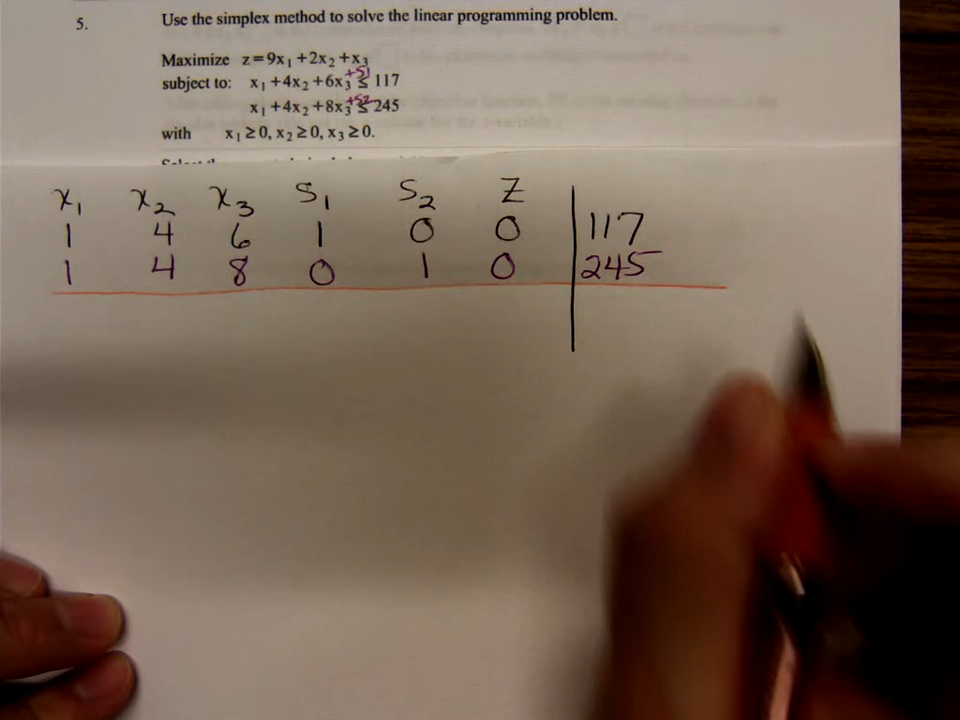 5. Use the simplex method to solve the linear programming problem.
Maximize z=9x₁+2x₂+x₃
subject to: x₁+4x₂+6x₃+s1≤117
x₁+4x₂+8x₃+s2≤245
with x₁≥0, x₂≥0, x₃≥0.
x₁ x₂ x₃ s₁ s₂ z
1 4 6 1 0 0 | 117
1 4 8 0 1 0 | 245